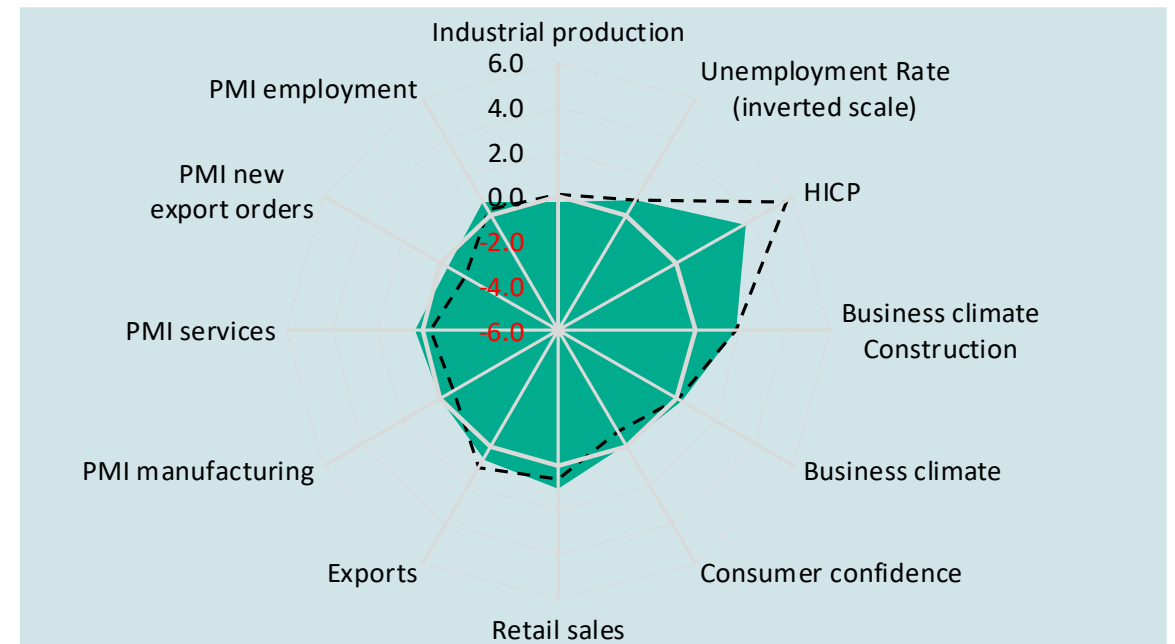 Industrial production
6.0
Unemployment Rate
(inverted scale)
PMI employment
4.0
2.0
PMI new
export orders
HICP
0.0
-2.0
-4.0
PMI services
-6.0
Business climate
Construction
PMI manufacturing
Business climate
Exports
Consumer confidence
Retail sales